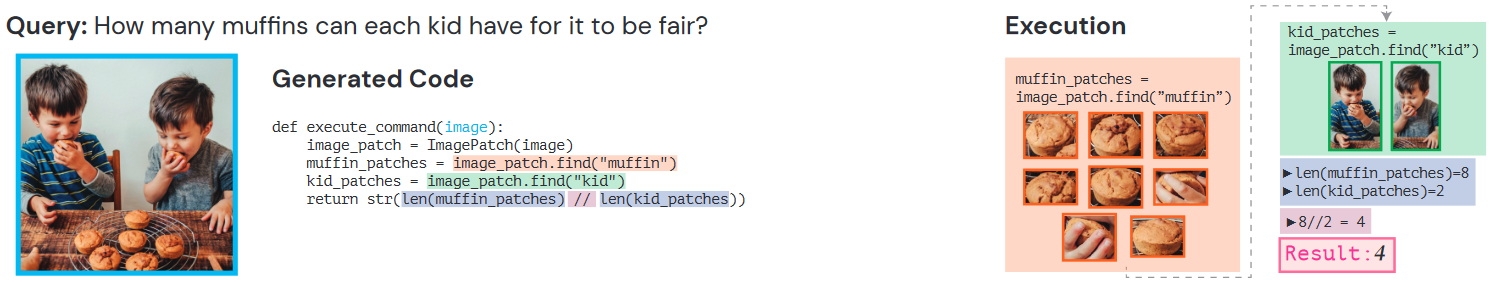 Query: How many muffins can each kid have for it to be fair?
Generated Code
def execute_command(image):
image_patch = ImagePatch(image)
muffin_patches = image_patch.find("muffin")
kid_patches = image_patch.find("kid")
return str(len(muffin_patches) // len(kid_patches))
Execution
muffin_patches =
image_patch.find("muffin")
kid_patches =
image_patch.find("kid")
►len(muffin_patches)=8
►len(kid_patches)=2
►8//2 = 4
Result:4